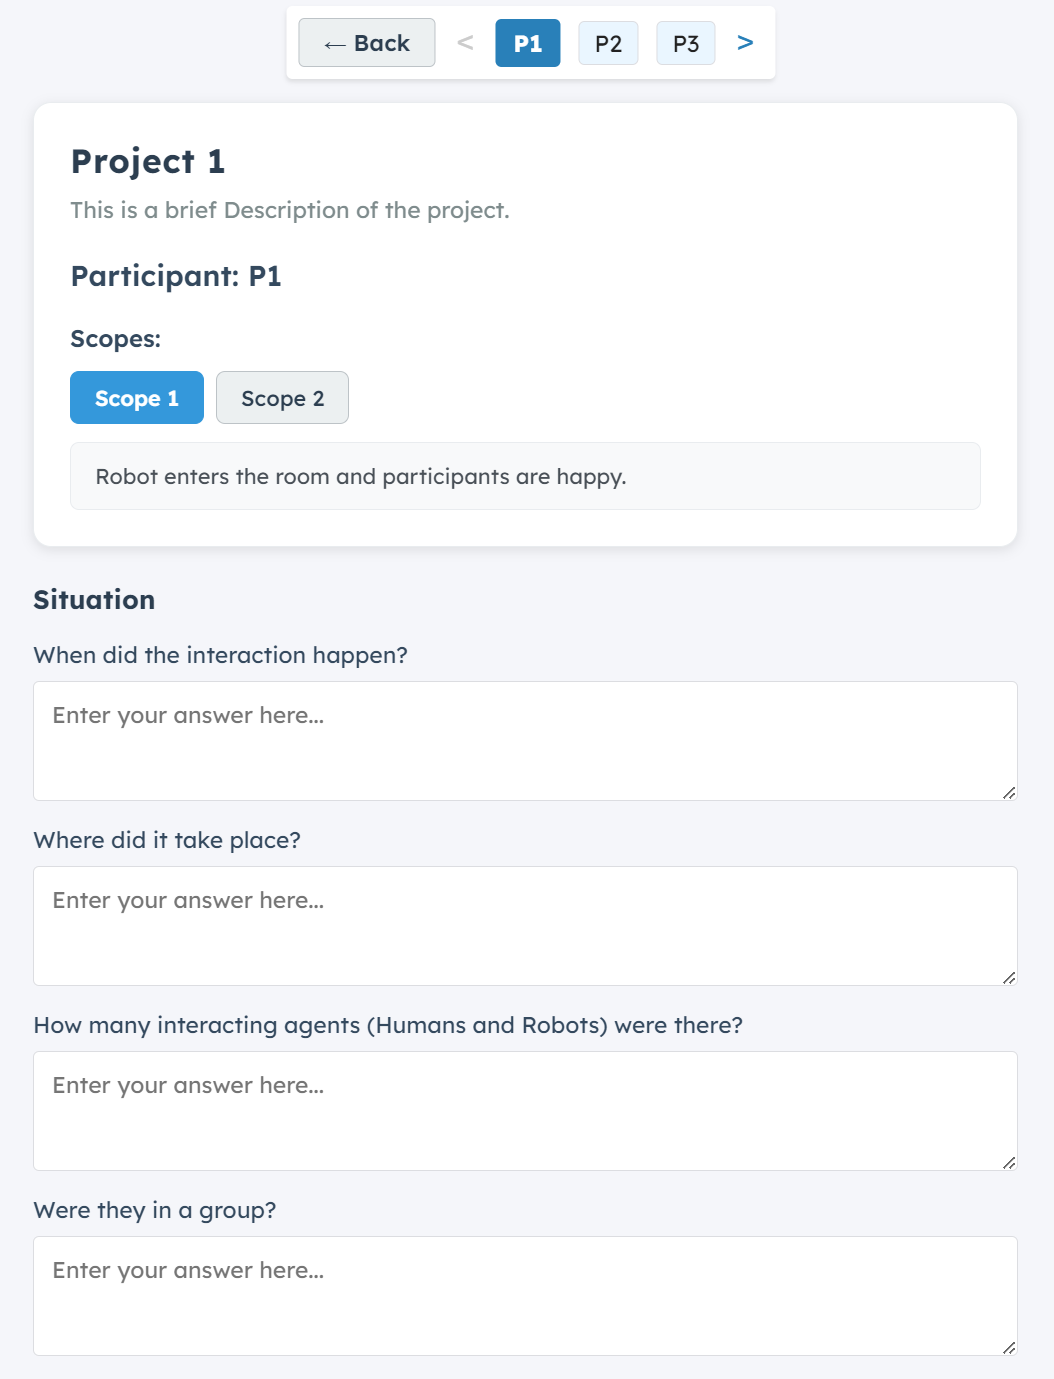 ← Back < P1 P2 P3 >
Project 1
This is a brief Description of the project.
Participant: P1
Scopes:
Scope 1 Scope 2
Robot enters the room and participants are happy.
Situation
When did the interaction happen?
Enter your answer here...
Where did it take place?
Enter your answer here...
How many interacting agents (Humans and Robots) were there?
Enter your answer here...
Were they in a group?
Enter your answer here...